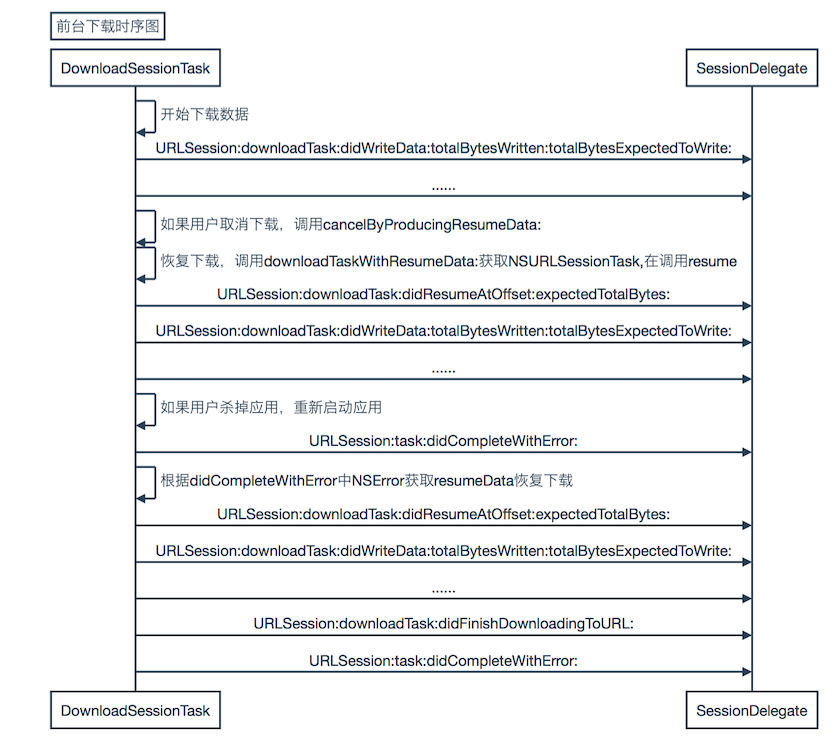 前台下载时序图
DownloadSessionTask
SessionDelegate
开始下载数据
URLSession:downloadTask:didWriteData:totalBytesWritten:totalBytesExpectedToWrite:
......
如果用户取消下载，调用cancelByProducingResumeData:
恢复下载，调用downloadTaskWithResumeData:获取NSURLSessionTask,在调用resume
URLSession:downloadTask:didResumeAtOffset:expectedTotalBytes:
URLSession:downloadTask:didWriteData:totalBytesWritten:totalBytesExpectedToWrite:
......
如果用户杀掉应用，重新启动应用
URLSession:task:didCompleteWithError:
根据didCompleteWithError中NSError获取resumeData恢复下载
URLSession:downloadTask:didResumeAtOffset:expectedTotalBytes:
URLSession:downloadTask:didWriteData:totalBytesWritten:totalBytesExpectedToWrite:
......
URLSession:downloadTask:didFinishDownloadingToURL:
URLSession:task:didCompleteWithError:
DownloadSessionTask
SessionDelegate